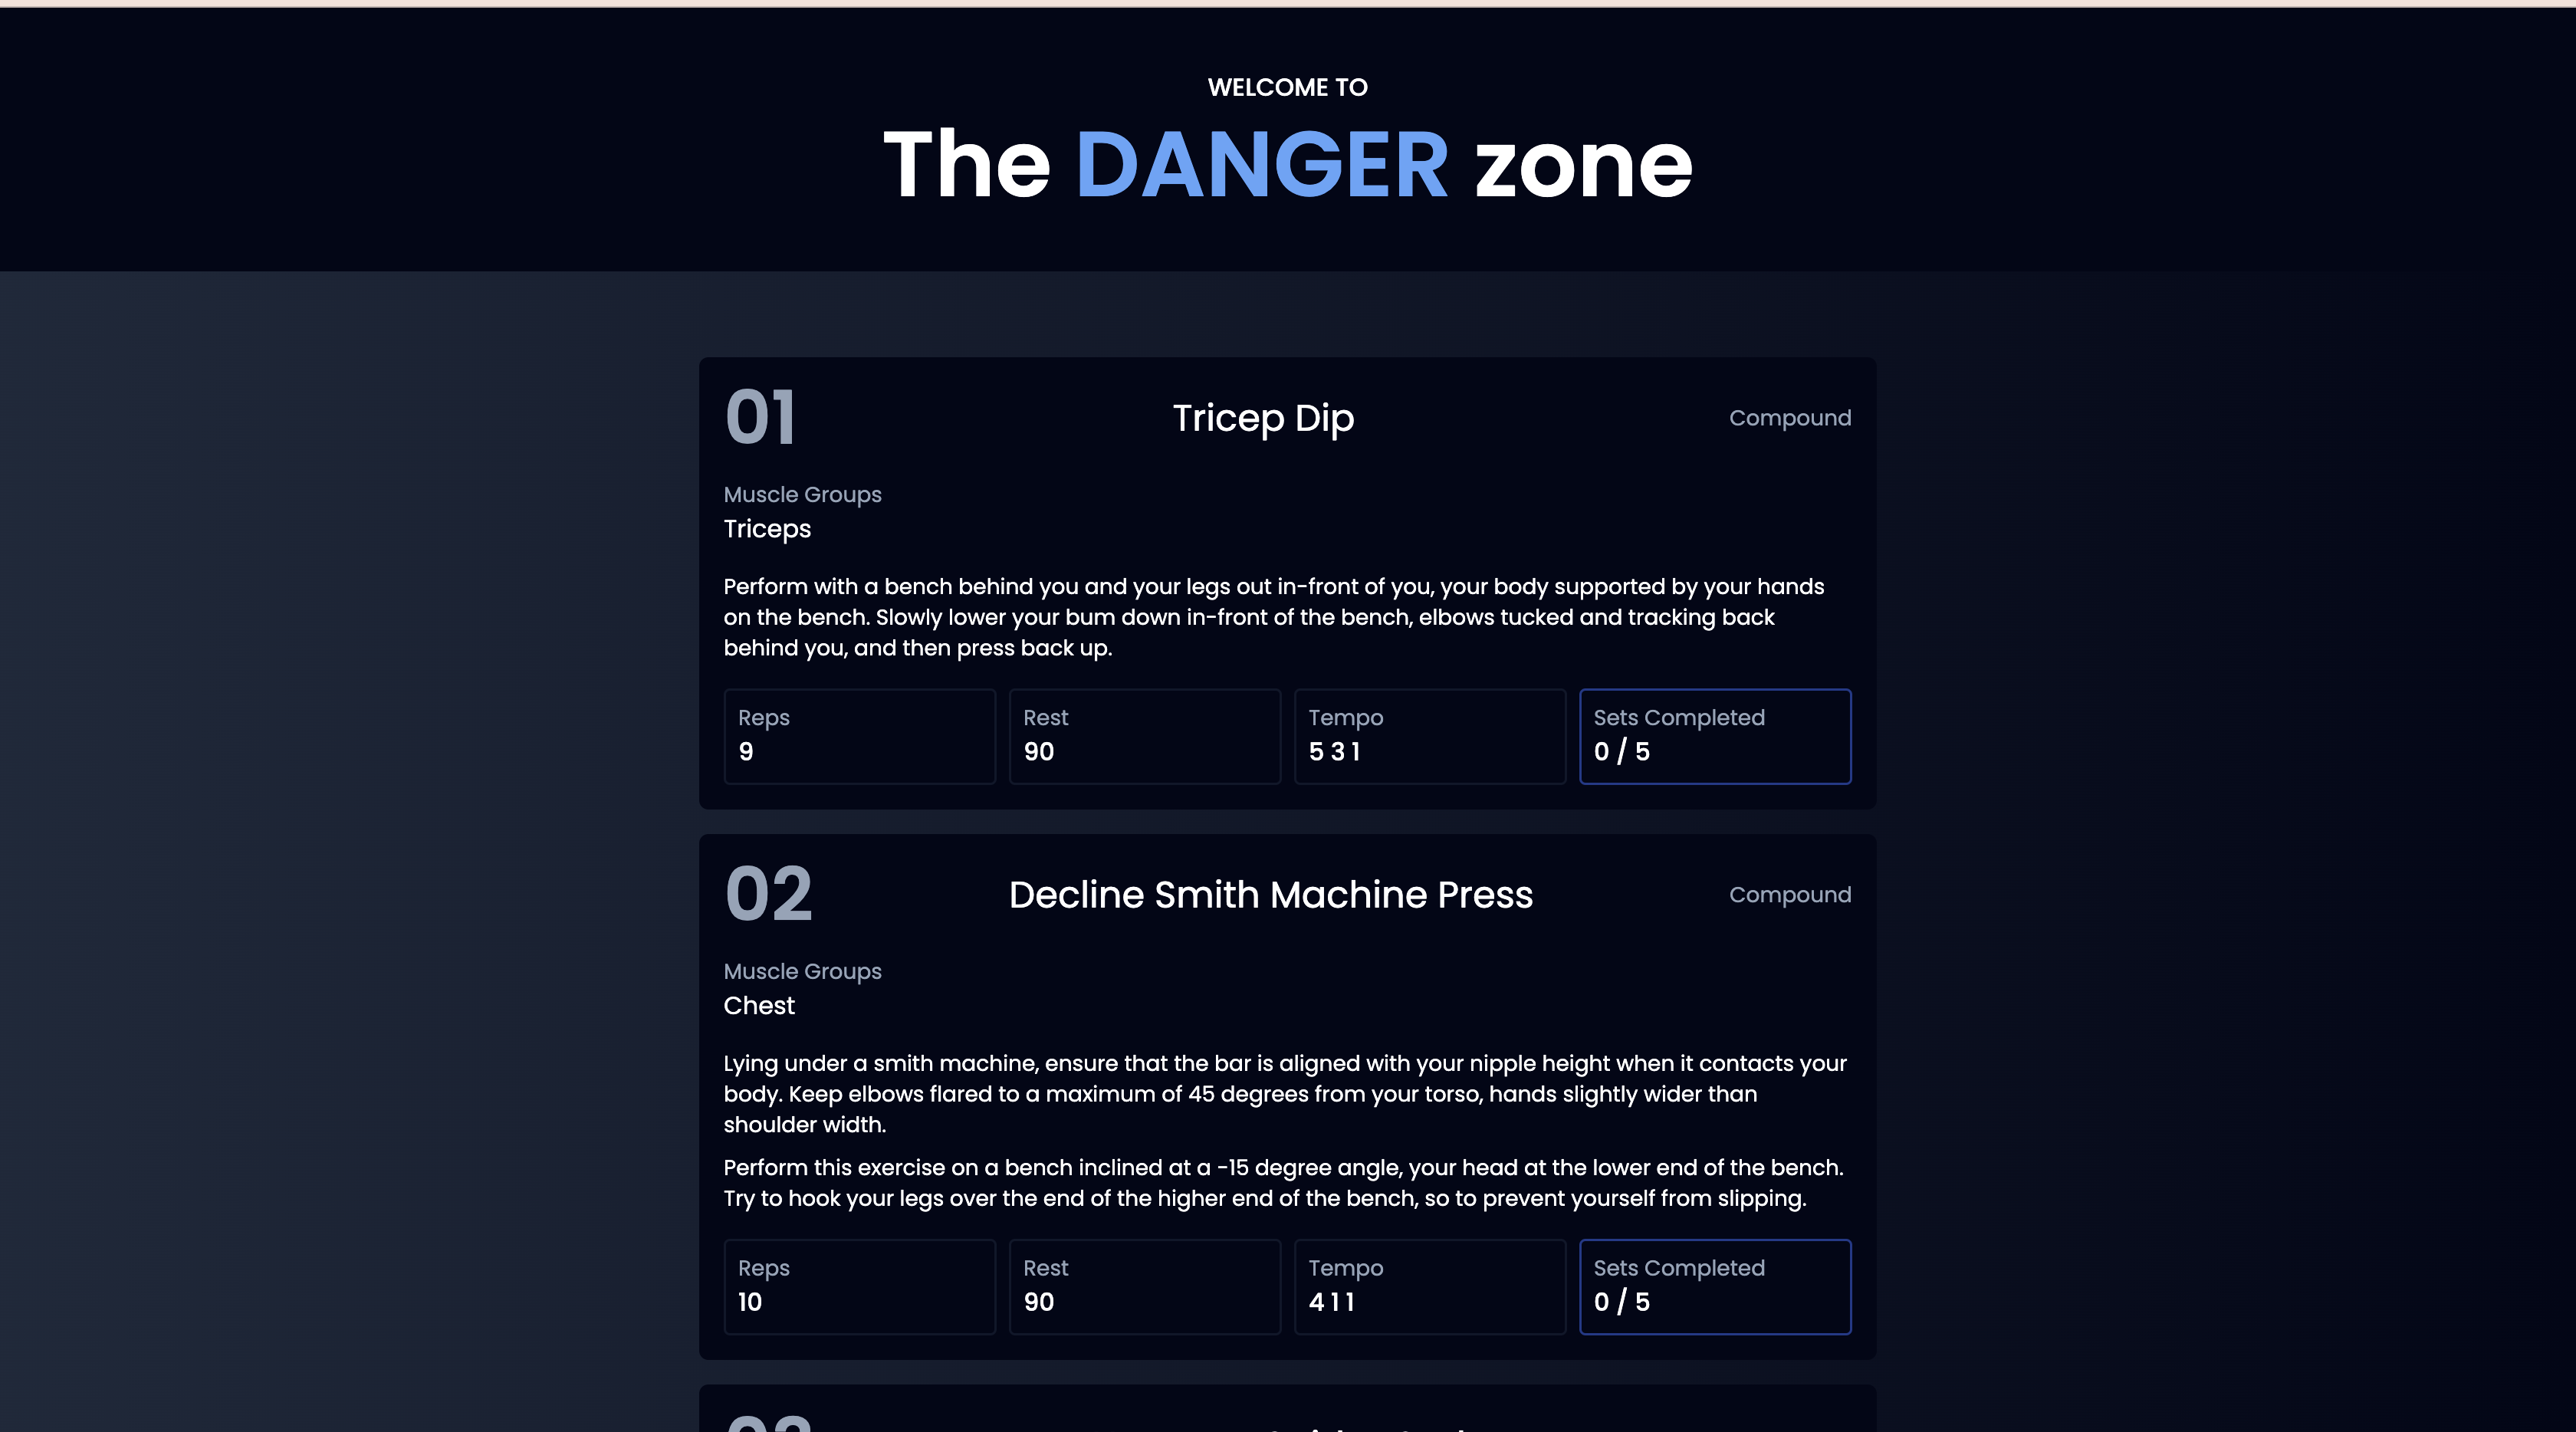 WELCOME TO
The DANGER zone
01
Tricep Dip
Compound
Muscle Groups
Triceps
Perform with a bench behind you and your legs out in-front of you, your body supported by your hands
on the bench. Slowly lower your bum down in-front of the bench, elbows tucked and tracking back
behind you, and then press back up.
Reps
9
Rest
90
Tempo
5 3 1
Sets Completed
0 / 5
02
Decline Smith Machine Press
Compound
Muscle Groups
Chest
Lying under a smith machine, ensure that the bar is aligned with your nipple height when it contacts your
body. Keep elbows flared to a maximum of 45 degrees from your torso, hands slightly wider than
shoulder width.
Perform this exercise on a bench inclined at a -15 degree angle, your head at the lower end of the bench.
Try to hook your legs over the end of the higher end of the bench, so to prevent yourself from slipping.
Reps
10
Rest
90
Tempo
4 1 1
Sets Completed
0 / 5